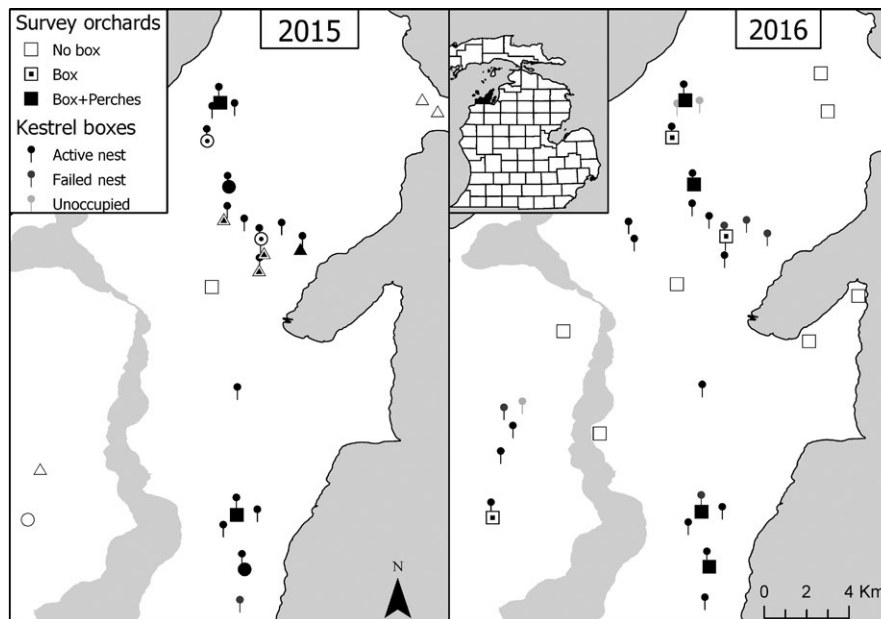 Survey orchards
No box
Box
Box+Perches
Kestrel boxes
Active nest
Failed nest
Unoccupied
2015
2016
N
0 2 4 Km